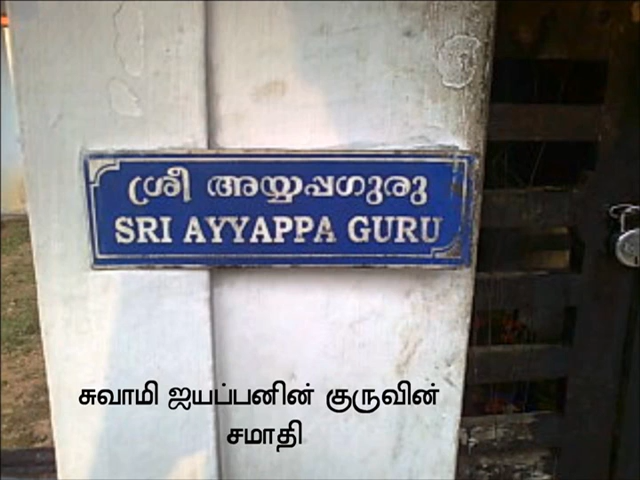 ശ്രീ അയ്യപ്പഗുരു
SRI AYYAPPA GURU
சுவாமி ஐயப்பனின் குருவின்
சமாதி